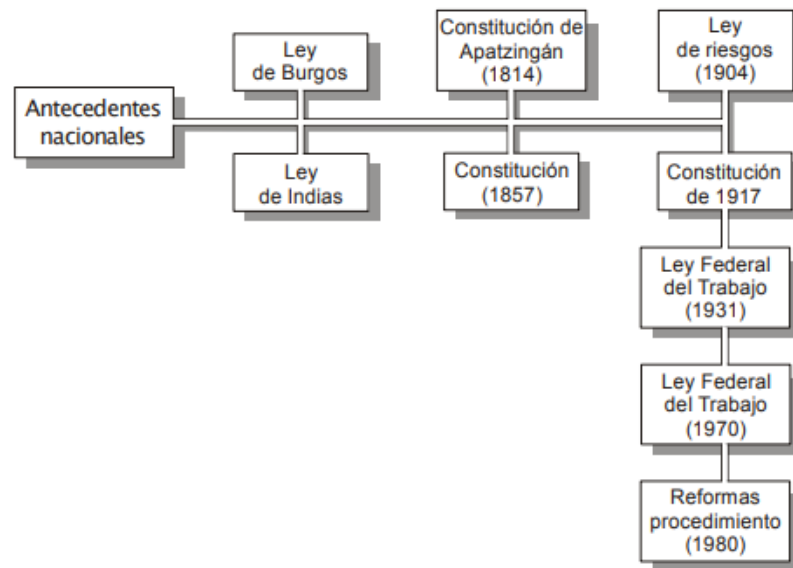 Antecedentes
nacionales
Ley
de Burgos
Ley
de Indias
Constitución de
Apatzingán
(1814)
Constitución
(1857)
Ley
de riesgos
(1904)
Constitución
de 1917
Ley Federal
del Trabajo
(1931)
Ley Federal
del Trabajo
(1970)
Reformas
procedimiento
(1980)